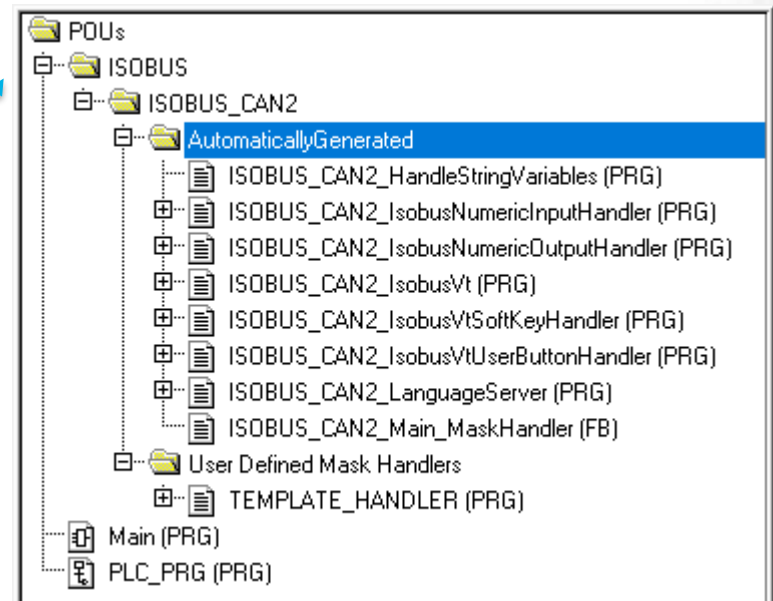 POUs
ISOBUS
ISOBUS_CAN2
AutomaticallyGenerated
ISOBUS_CAN2_HandleStringVariables (PRG)
ISOBUS_CAN2_IsobusNumericInputHandler (PRG)
ISOBUS_CAN2_IsobusNumericOutputHandler (PRG)
ISOBUS_CAN2_IsobusVt (PRG)
ISOBUS_CAN2_IsobusVtSoftKeyHandler (PRG)
ISOBUS_CAN2_IsobusVtUserButtonHandler (PRG)
ISOBUS_CAN2_LanguageServer (PRG)
ISOBUS_CAN2_Main_MaskHandler (FB)
User Defined Mask Handlers
TEMPLATE_HANDLER (PRG)
Main (PRG)
PLC_PRG (PRG)